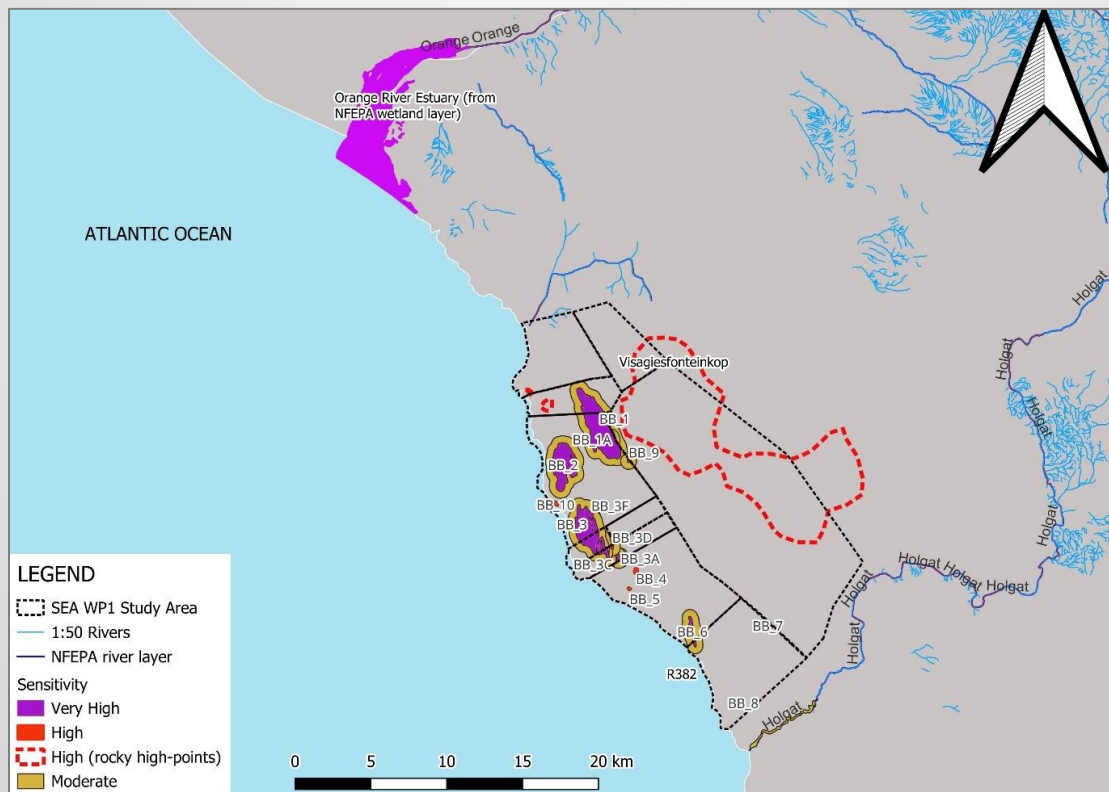 Orange Orange
Orange River Estuary (from
NFEPA wetland layer)
ATLANTIC OCEAN
Holgat
Holgat
Visagiesfonteinkop
Holgat
BB_1
BB_1A
BB_9
BB_2
BB_10
BB_3F
BB_3
Holgat
BB_3D
BB_3A
BB_3C
BB_4
Holgat Holgat Holgat
Holgat
BB_5
BB_6
BB_7
Holgat
R382
BB_8
Holgat
LEGEND
SEA WP1 Study Area
1:50 Rivers
NFEPA river layer
Sensitivity
Very High
High
High (rocky high-points)
Moderate
0 5 10 15 20 km